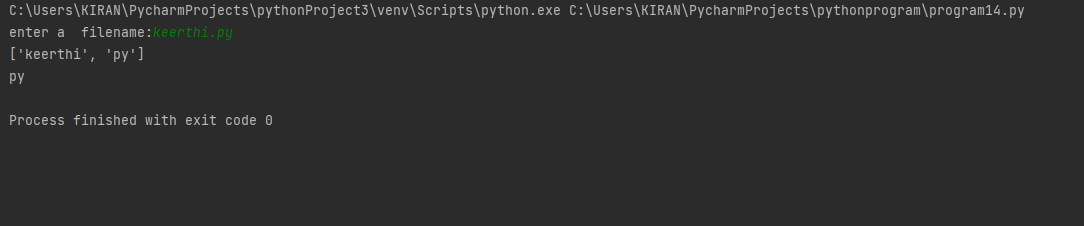 C:\Users\KIRAN\PycharmProjects\pythonProject3\venv\Scripts\python.exe C:\Users\KIRAN\PycharmProjects\pythonprogram\program14.py
enter a  filename:keerthi.py
['keerthi', 'py']
py
Process finished with exit code 0